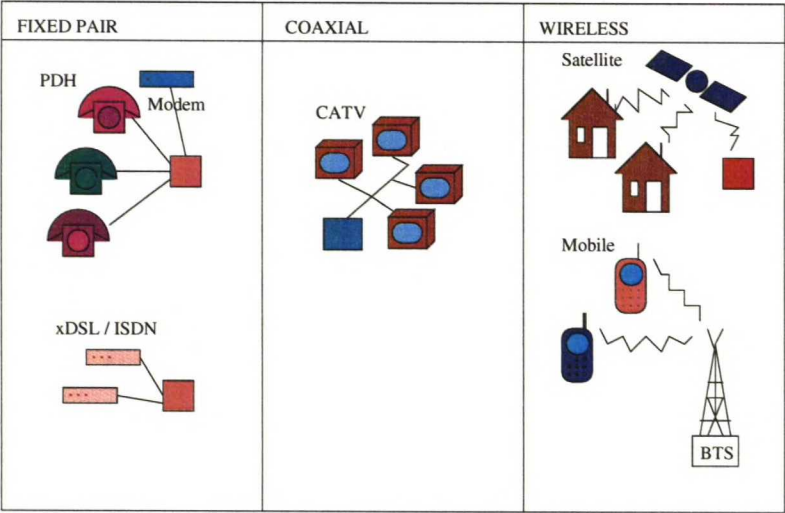 FIXED PAIR
COAXIAL
WIRELESS
PDH
Modem
xDSL / ISDN
CATV
Satellite
Mobile
BTS